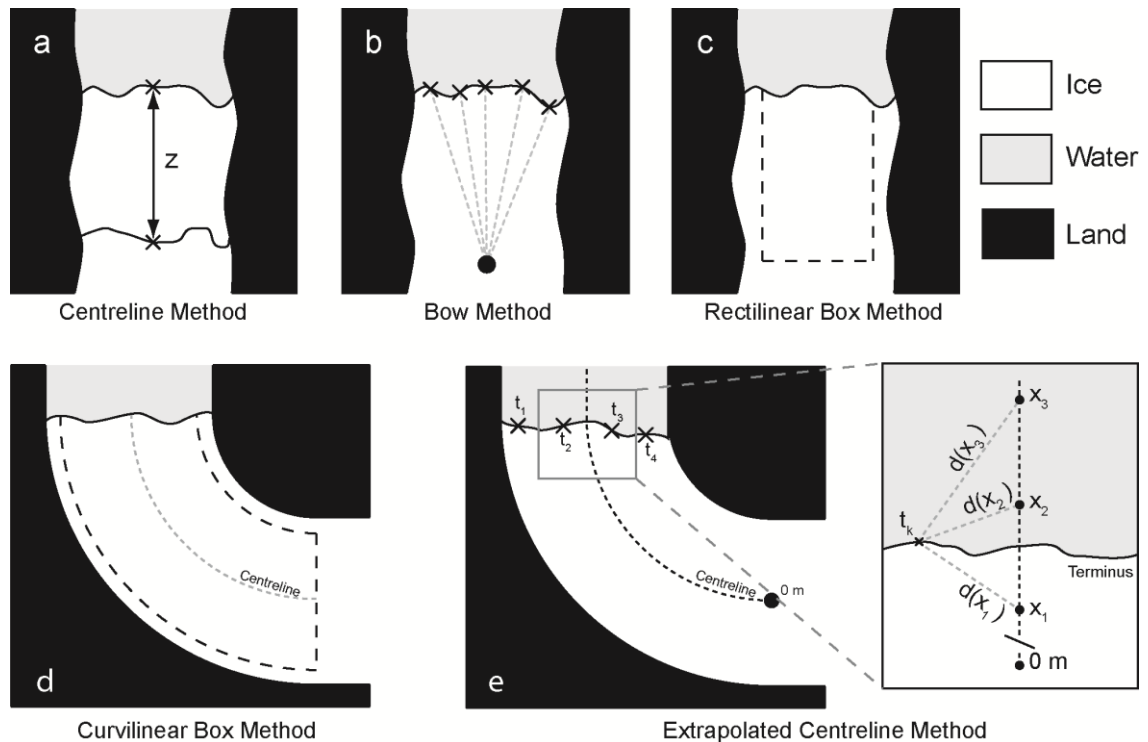 a
z
Centreline Method
b
Bow Method
c
Rectilinear Box Method
Ice
Water
Land
Centreline
d
Curvilinear Box Method
t₁
t₂
t₃
t₄
Centreline
0 m
e
x₃
d(x₃)
x₂
d(x₂)
tₖ
Terminus
d(x₁)
x₁
0 m
Extrapolated Centreline Method